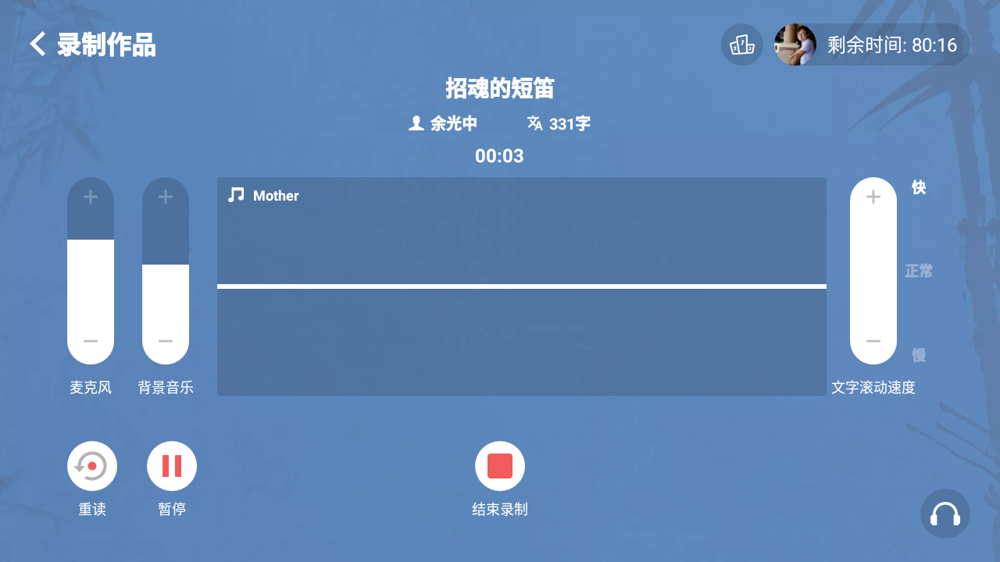 录制作品
剩余时间: 80:16
招魂的短笛
余光中
331字
00:03
Mother
快
正常
慢
麦克风
背景音乐
文字滚动速度
重读
暂停
结束录制